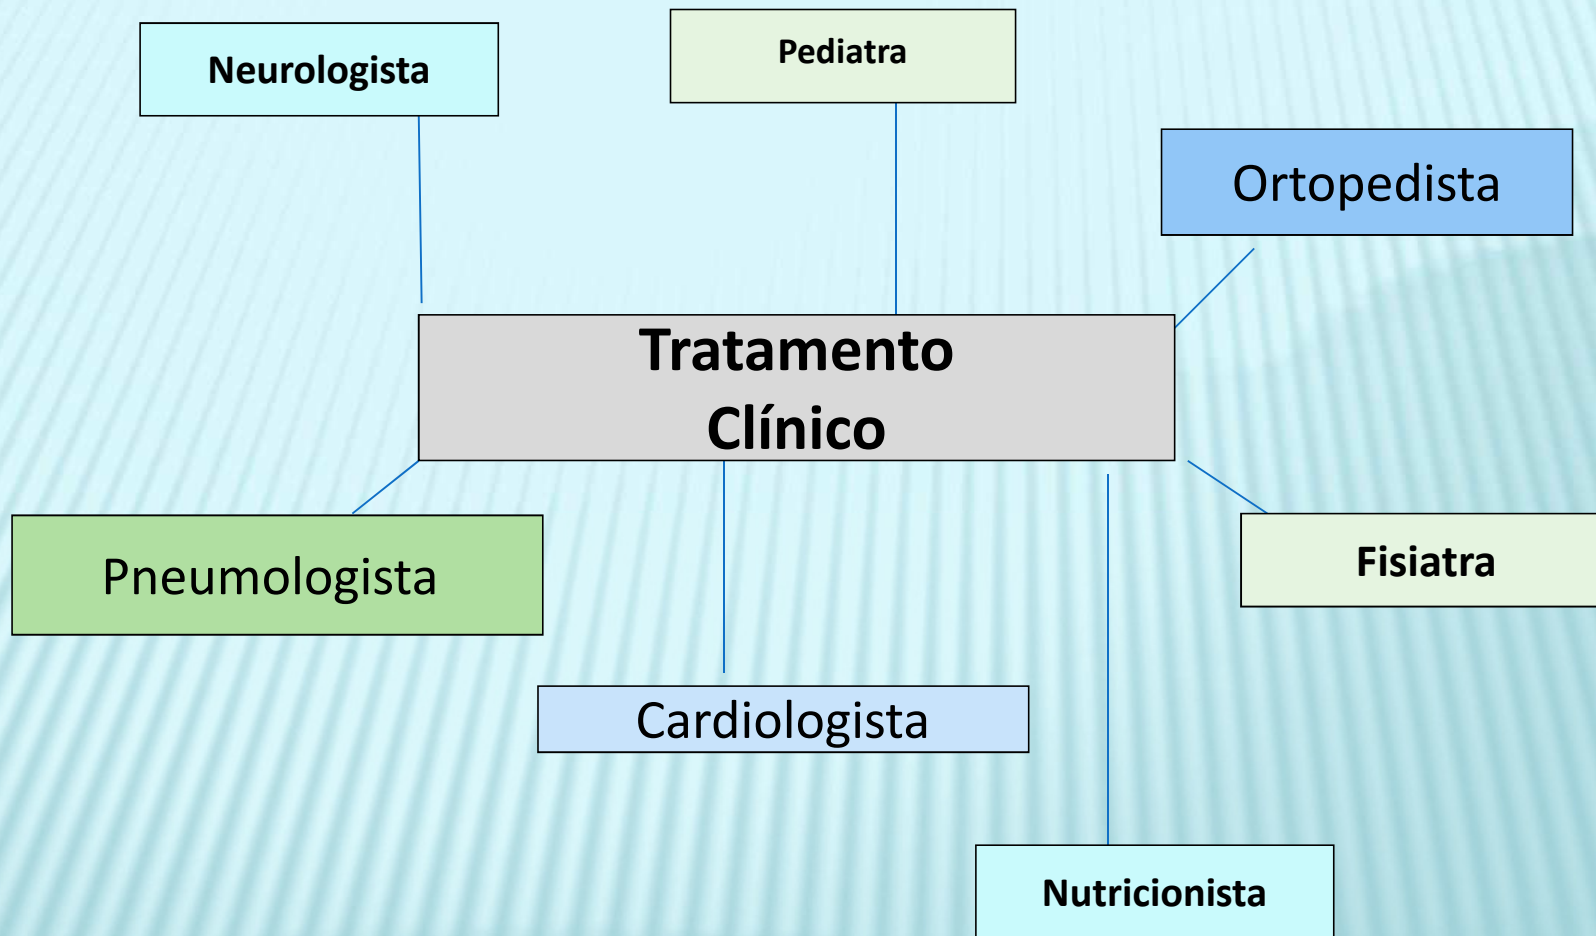 Neurologista
Pediatra
Ortopedista
Tratamento
Clínico
Pneumologista
Fisiatra
Cardiologista
Nutricionista